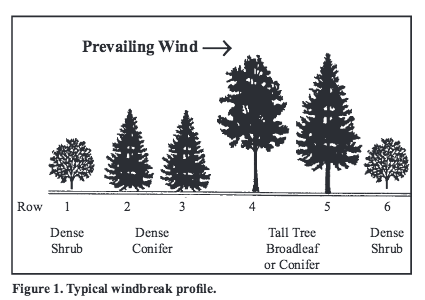 Prevailing Wind →
Row 1 2 3 4 5 6
Dense Dense Tall Tree Dense
Shrub Conifer Broadleaf Shrub
or Conifer
Figure 1. Typical windbreak profile.